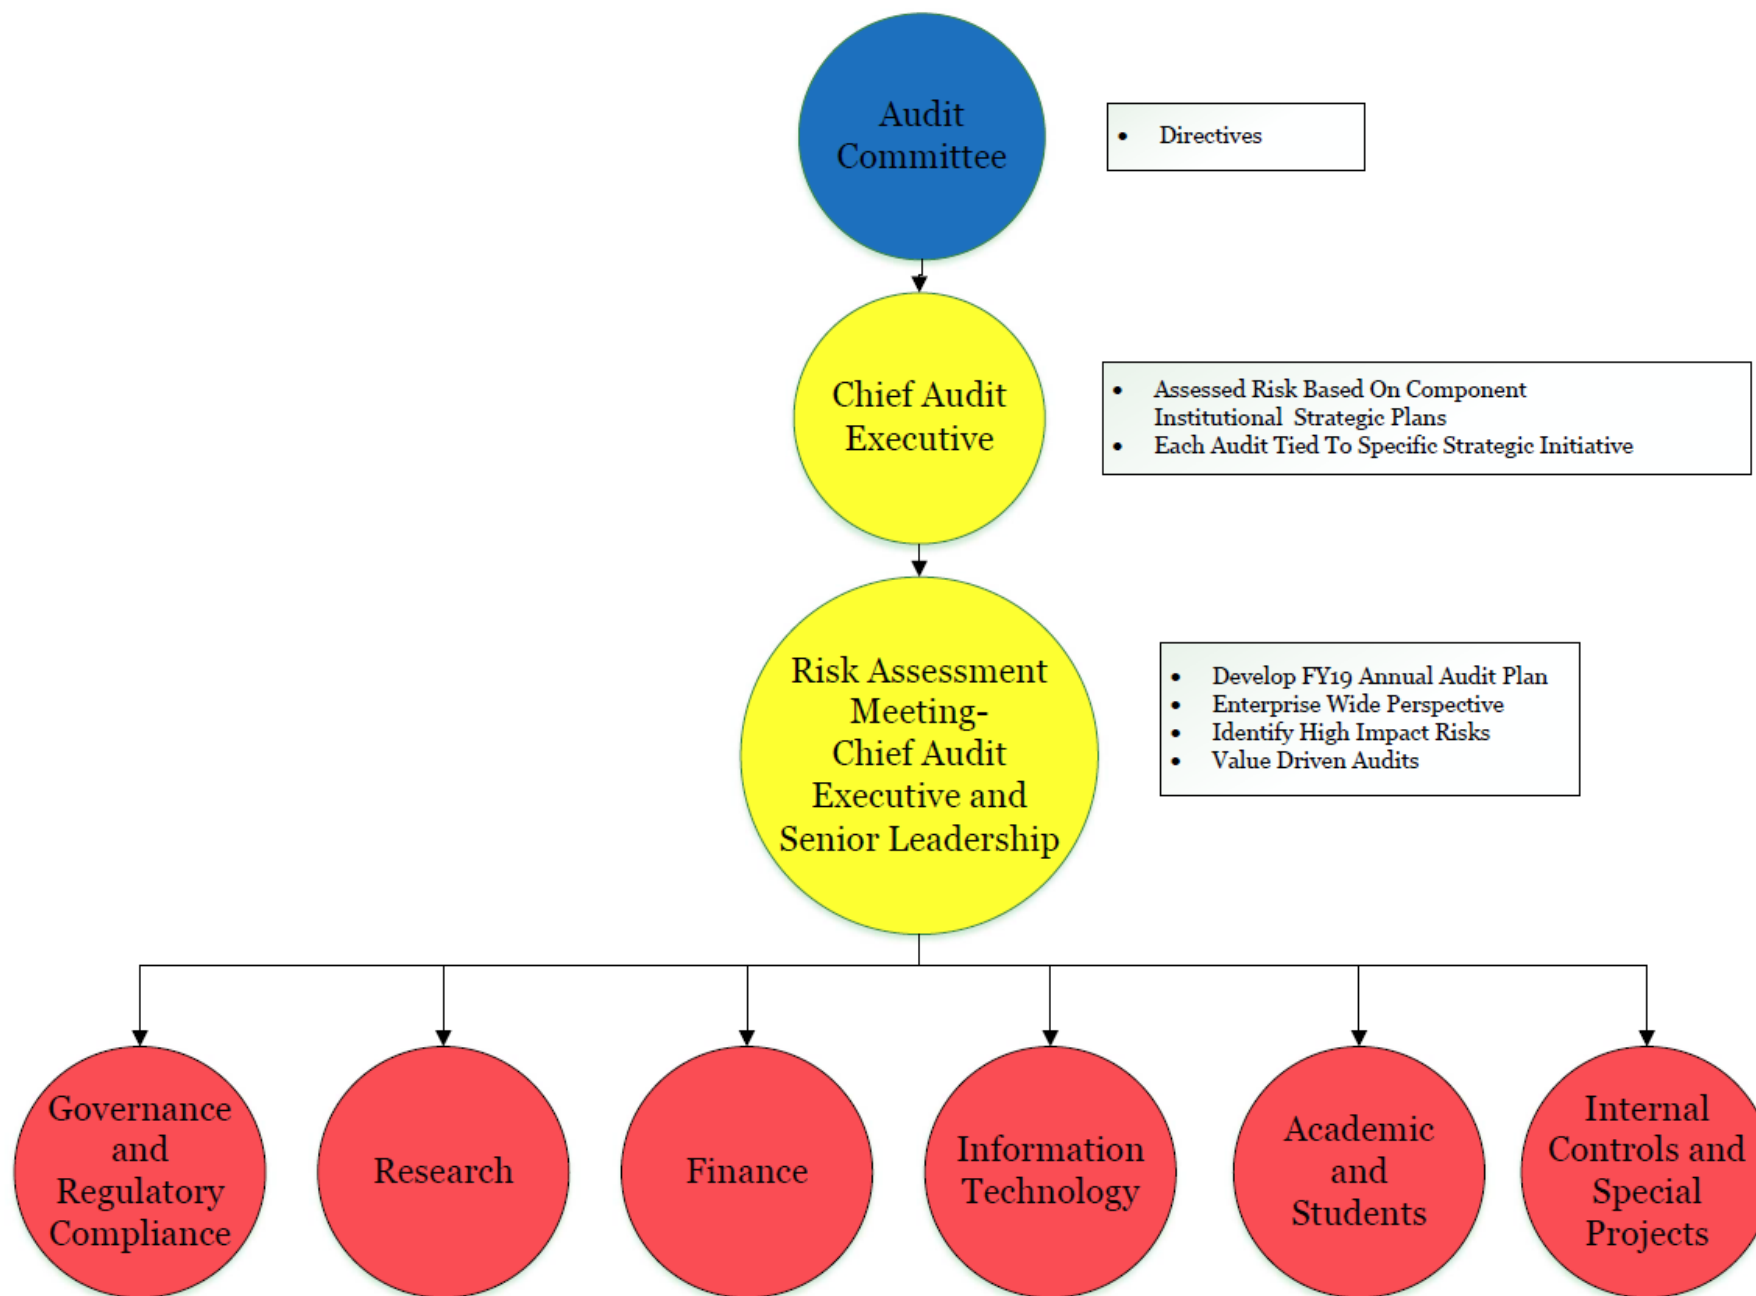 Audit
Committee
• Directives
Chief Audit
Executive
• Assessed Risk Based On Component
Institutional Strategic Plans
• Each Audit Tied To Specific Strategic Initiative
Risk Assessment
Meeting-
Chief Audit
Executive and
Senior Leadership
• Develop FY19 Annual Audit Plan
• Enterprise Wide Perspective
• Identify High Impact Risks
• Value Driven Audits
Governance
and
Regulatory
Compliance
Research
Finance
Information
Technology
Academic
and
Students
Internal
Controls and
Special
Projects